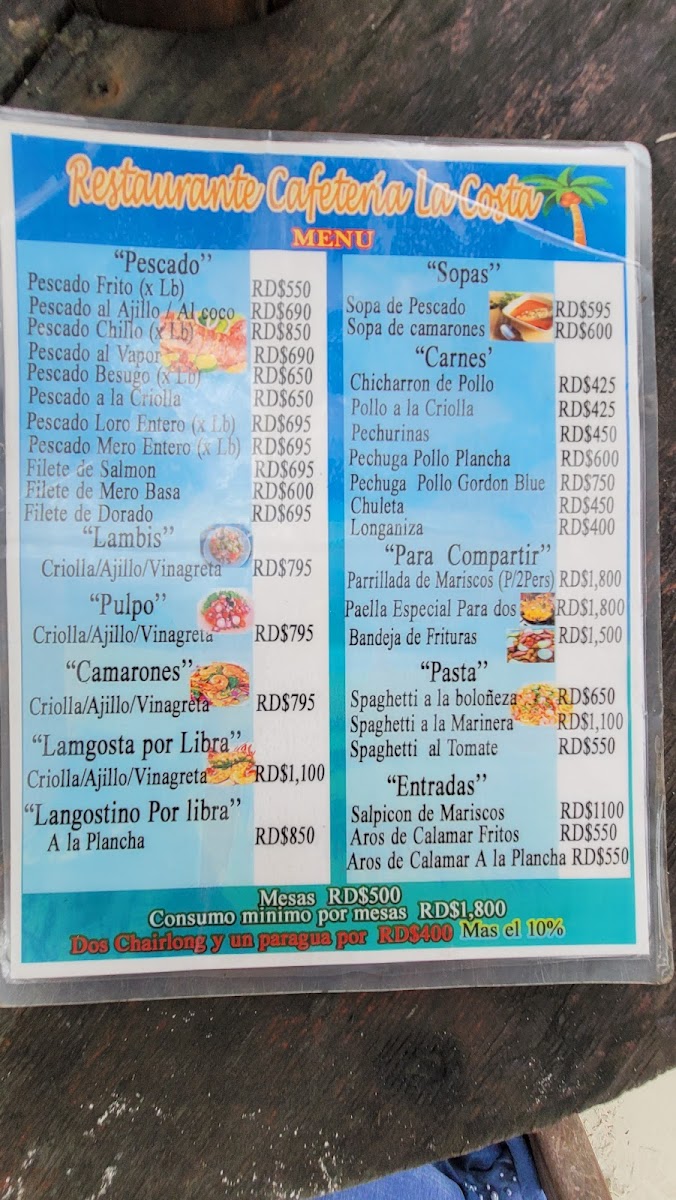 Restaurante Cafetería La Costa
MENU
“Pescado”
Pescado Frito (x Lb) RD$550
Pescado al Ajillo / Al coco RD$690
Pescado Chillo (x Lb) RD$850
Pescado al Vapor RD$690
Pescado Besugo (x Lb) RD$650
Pescado a la Criolla RD$650
Pescado Loro Entero (x Lb) RD$695
Pescado Mero Entero (x Lb) RD$695
Filete de Salmon RD$695
Filete de Mero Basa RD$600
Filete de Dorado RD$695
“Lambis”
Criolla/Ajillo/Vinagreta RD$795
“Pulpo”
Criolla/Ajillo/Vinagreta RD$795
“Camarones”
Criolla/Ajillo/Vinagreta RD$795
“Lamgosta por Libra”
Criolla/Ajillo/Vinagreta RD$1,100
“Langostino Por libra”
A la Plancha RD$850
“Sopas”
Sopa de Pescado RD$595
Sopa de camarones RD$600
“Carnes’
Chicharron de Pollo RD$425
Pollo a la Criolla RD$425
Pechurinas RD$450
Pechuga Pollo Plancha RD$600
Pechuga Pollo Gordon Blue RD$750
Chuleta RD$450
Longaniza RD$400
“Para Compartir”
Parrillada de Mariscos (P/2Pers) RD$1,800
Paella Especial Para dos RD$1,800
Bandeja de Frituras RD$1,500
“Pasta”
Spaghetti a la boloñeza RD$650
Spaghetti a la Marinera RD$1,100
Spaghetti al Tomate RD$550
“Entradas”
Salpicon de Mariscos RD$1100
Aros de Calamar Fritos RD$550
Aros de Calamar A la Plancha RD$550
Mesas RD$500
Consumo minimo por mesas RD$1,800
Dos Chairlong y un paragua por RD$400 Mas el 10%